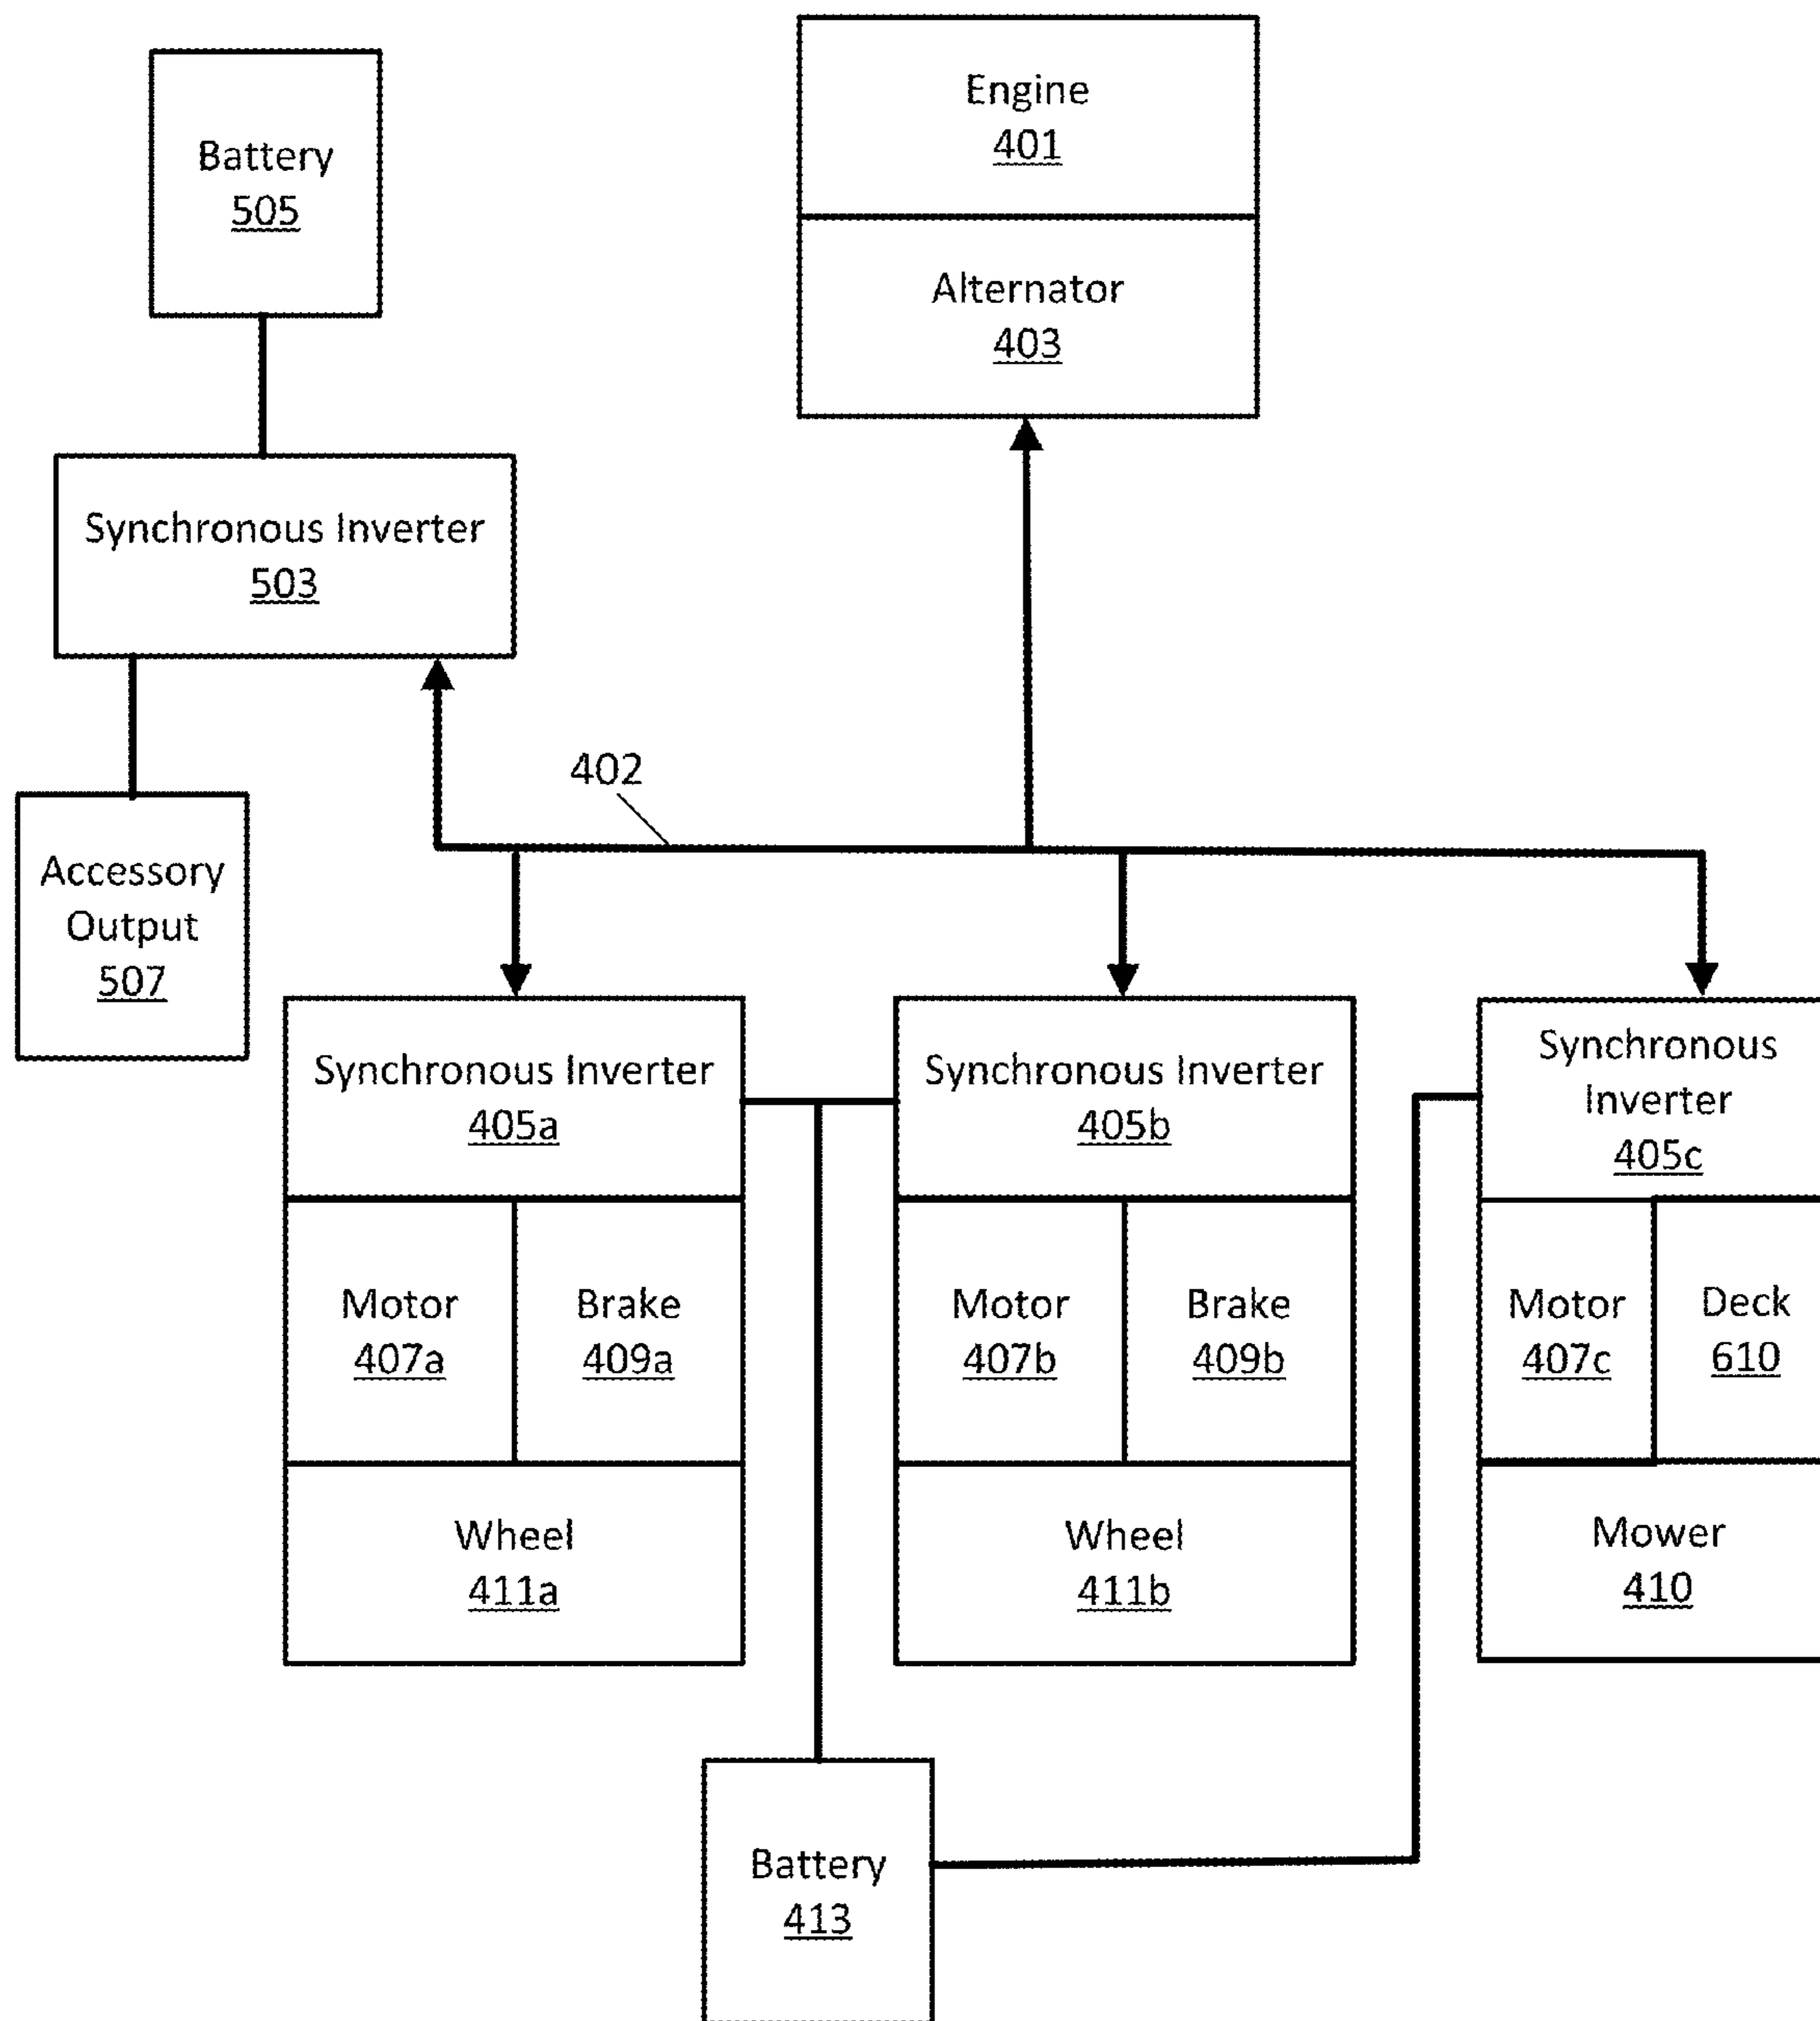 Engine
401
Battery
505
Alternator
403
Synchronous Inverter
503
402
Accessory
Output
507
Synchronous Inverter
405a
Synchronous Inverter
405b
Synchronous
Inverter
405c
Motor
407a
Brake
409a
Motor
407b
Brake
409b
Motor
407c
Deck
610
Wheel
411a
Wheel
411b
Mower
410
Battery
413